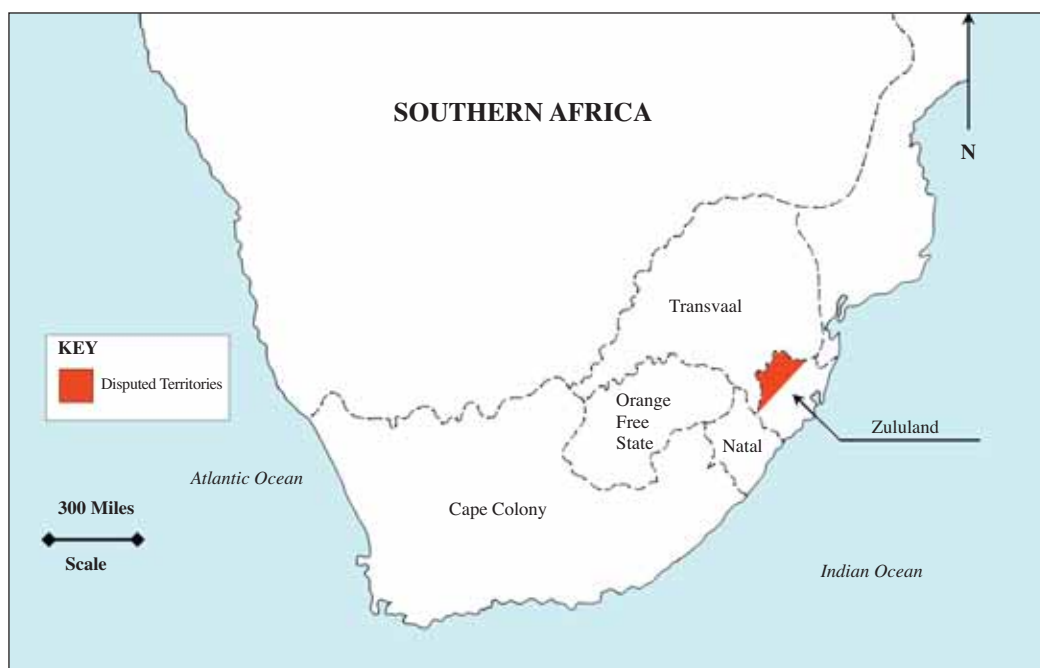 SOUTHERN AFRICA
N
Transvaal
KEY
Disputed Territories
Orange
Free
State
Natal
Zululand
Atlantic Ocean
Cape Colony
300 Miles
Scale
Indian Ocean